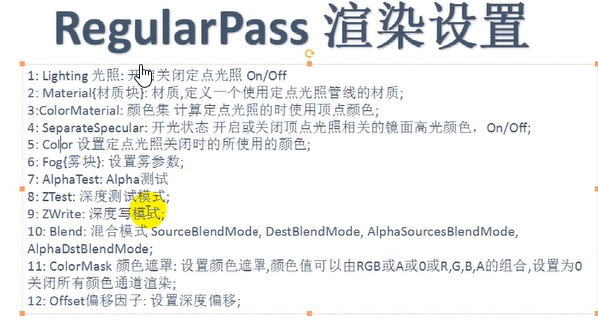 RegularPass 渲染设置
1: Lighting 光照: 开启关闭定点光照 On/Off
2: Material{材质块}: 材质,定义一个使用定点光照管线的材质;
3:ColorMaterial: 颜色集 计算定点光照的时使用顶点颜色;
4: SeparateSpecular: 开光状态 开启或关闭顶点光照相关的镜面高光颜色，On/Off;
5: Color 设置定点光照关闭时的所使用的颜色;
6: Fog{雾块}: 设置雾参数;
7: AlphaTest: Alpha测试
8: ZTest: 深度测试模式;
9: ZWrite: 深度写模式;
10: Blend: 混合模式 SourceBlendMode, DestBlendMode, AlphaSourcesBlendMode,
AlphaDstBlendMode;
11: ColorMask 颜色遮罩: 设置颜色遮罩,颜色值可以由RGB或A或0或R,G,B,A的组合,设置为0
关闭所有颜色通道渲染;
12: Offset偏移因子: 设置深度偏移;